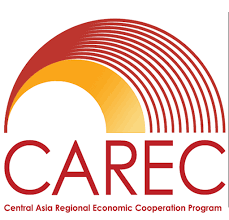 CAREC
Central Asia Regional Economic Cooperation Program